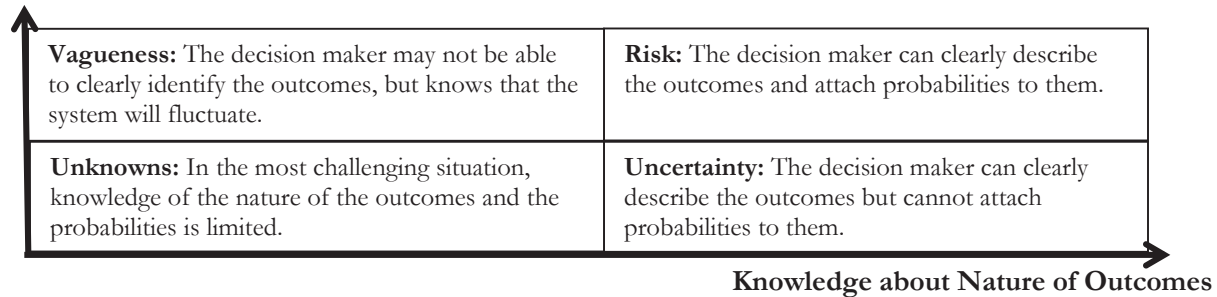 Vagueness: The decision maker may not be able
to clearly identify the outcomes, but knows that the
system will fluctuate.
Risk: The decision maker can clearly describe
the outcomes and attach probabilities to them.
Unknowns: In the most challenging situation,
knowledge of the nature of the outcomes and the
probabilities is limited.
Uncertainty: The decision maker can clearly
describe the outcomes but cannot attach
probabilities to them.
Knowledge about Nature of Outcomes